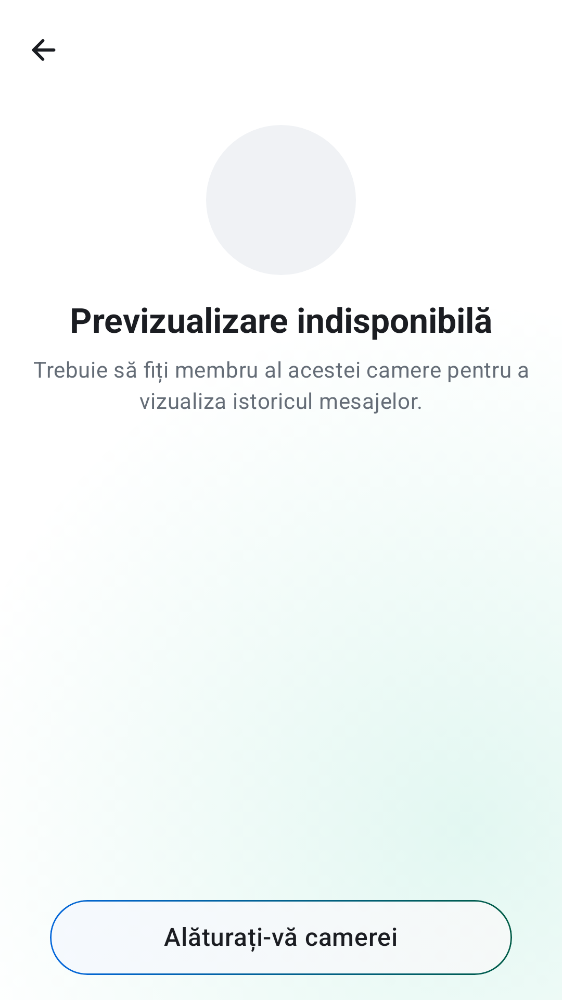 Previzualizare indisponibilă
Trebuie să fiți membru al acestei camere pentru a
vizualiza istoricul mesajelor.
Alăturați-vă camerei